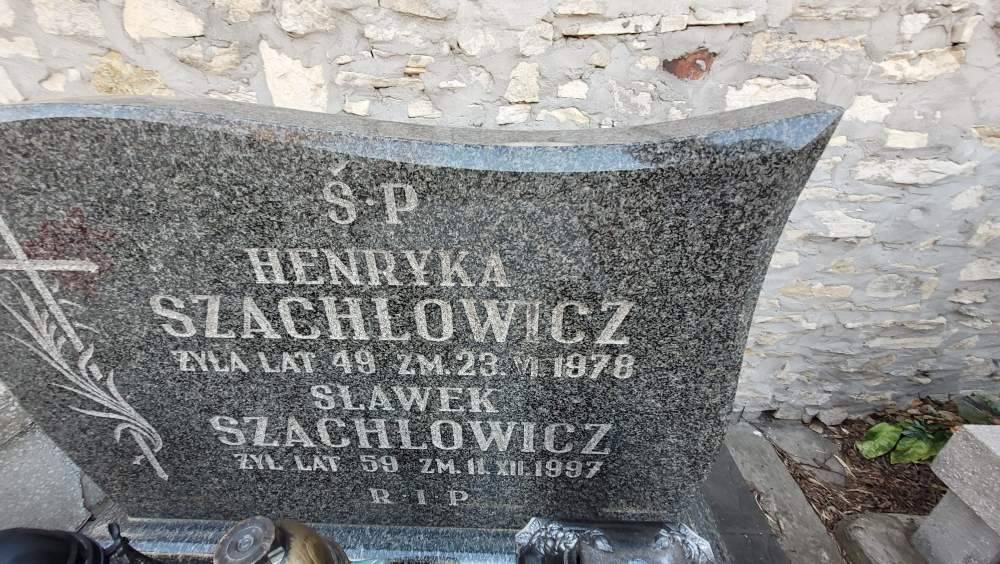 Ś·P
HENRYKA
SZACHŁOWICZ
ŻYŁA LAT 49 ZM. 23. VI 1978
SŁAWEK
SZACHŁOWICZ
ŻYŁ LAT 59 ZM. 11. XII 1997
R·I·P